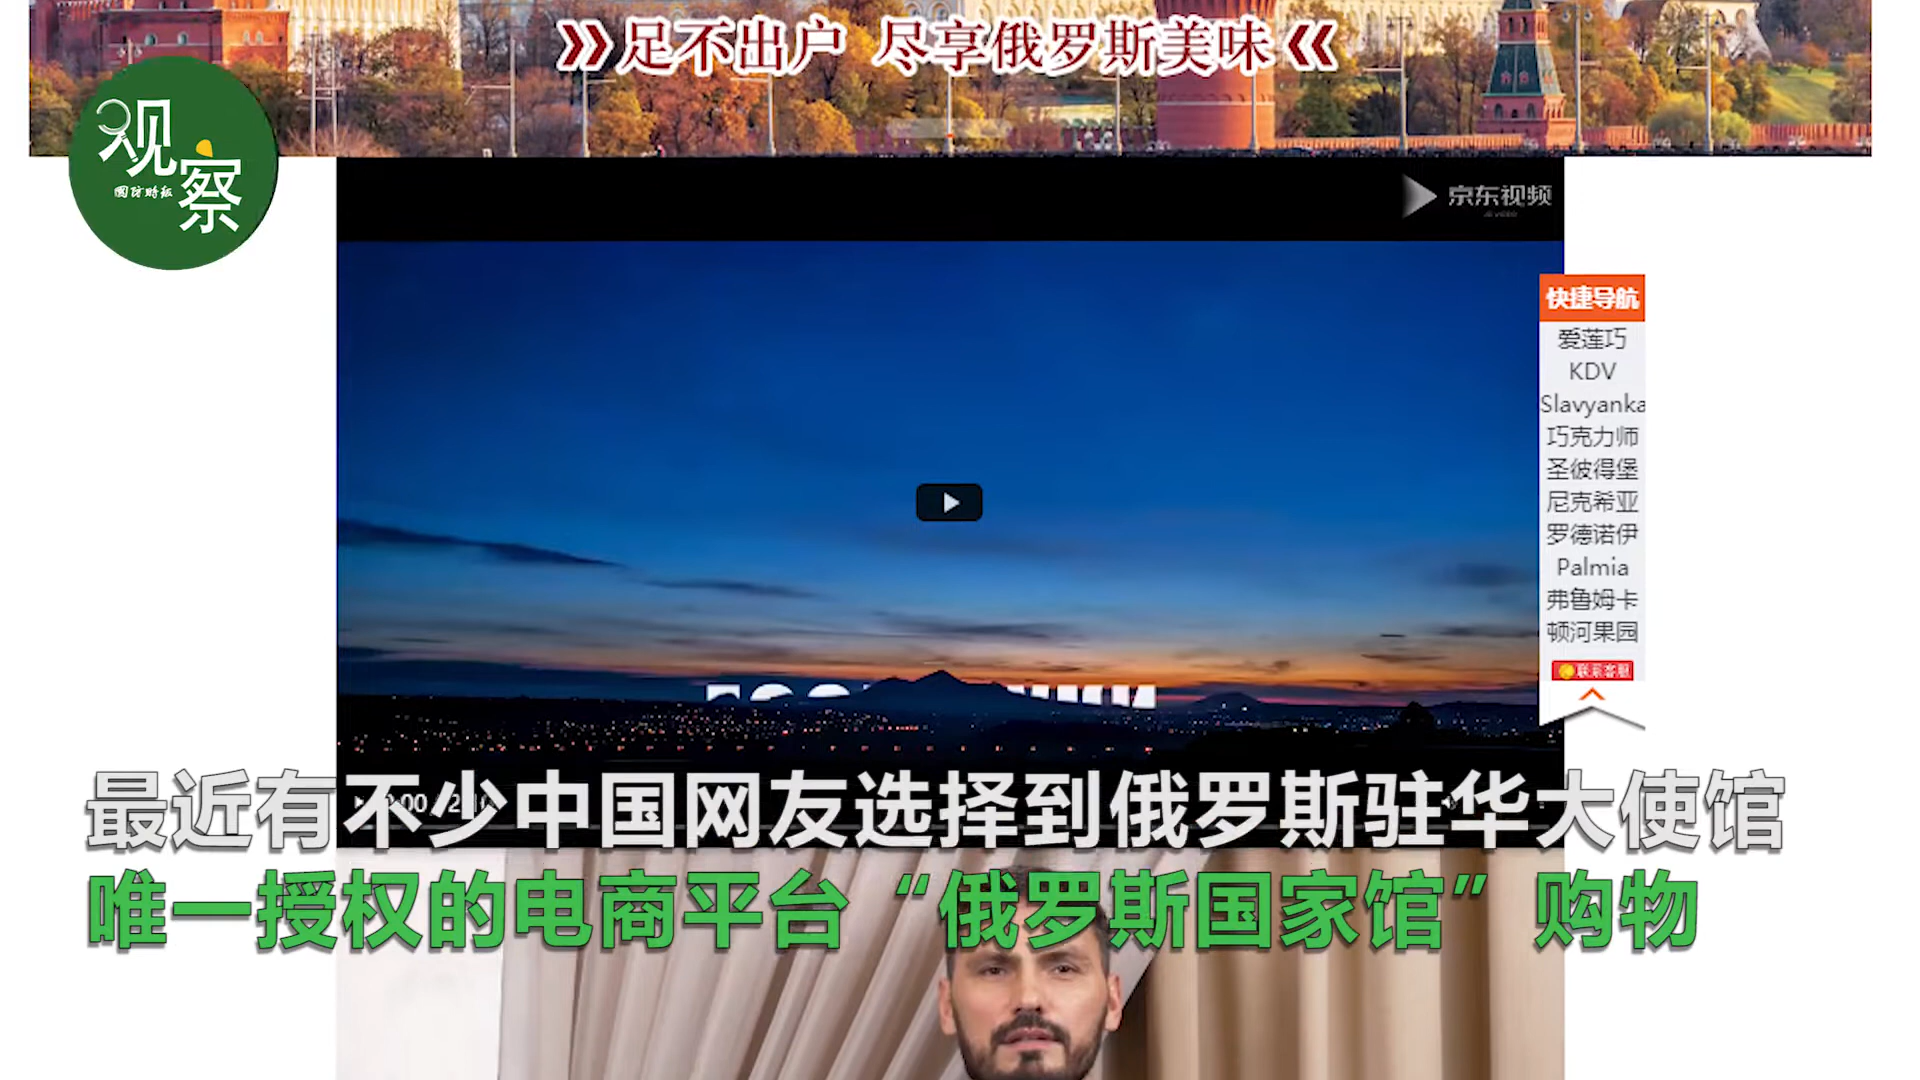 》足不出户 尽享俄罗斯美味《
观察
国防时报
京东视频
快捷导航
爱莲巧
KDV
Slavyanka
巧克力师
圣彼得堡
尼克希亚
罗德诺伊
Palmia
弗鲁姆卡
顿河果园
联系客服
最近有不少中国网友选择到俄罗斯驻华大使馆
唯一授权的电商平台“俄罗斯国家馆”购物